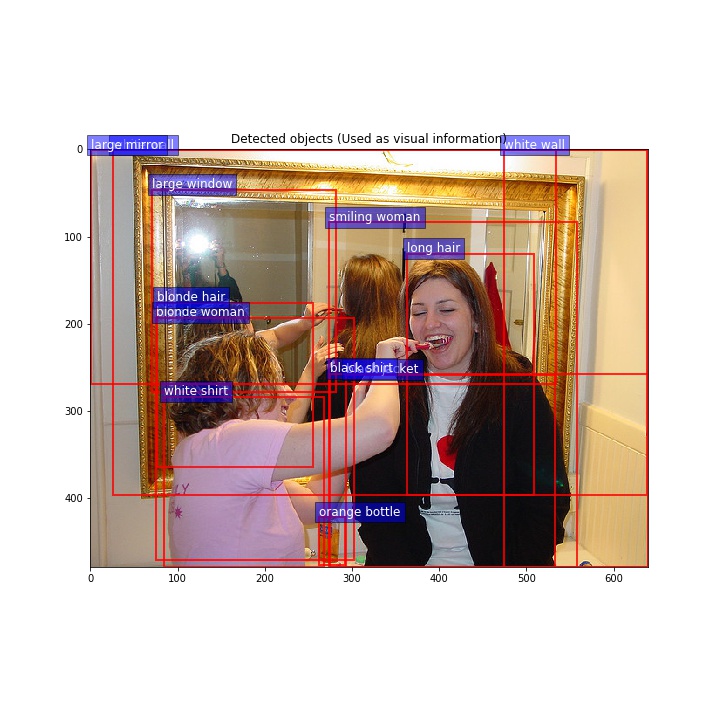 Detected objects (Used as visual information)
large mirror
white wall
large window
smiling woman
long hair
blonde hair
blonde woman
black shirt
white shirt
orange bottle
0
100
200
300
400
0
100
200
300
400
500
600
LY